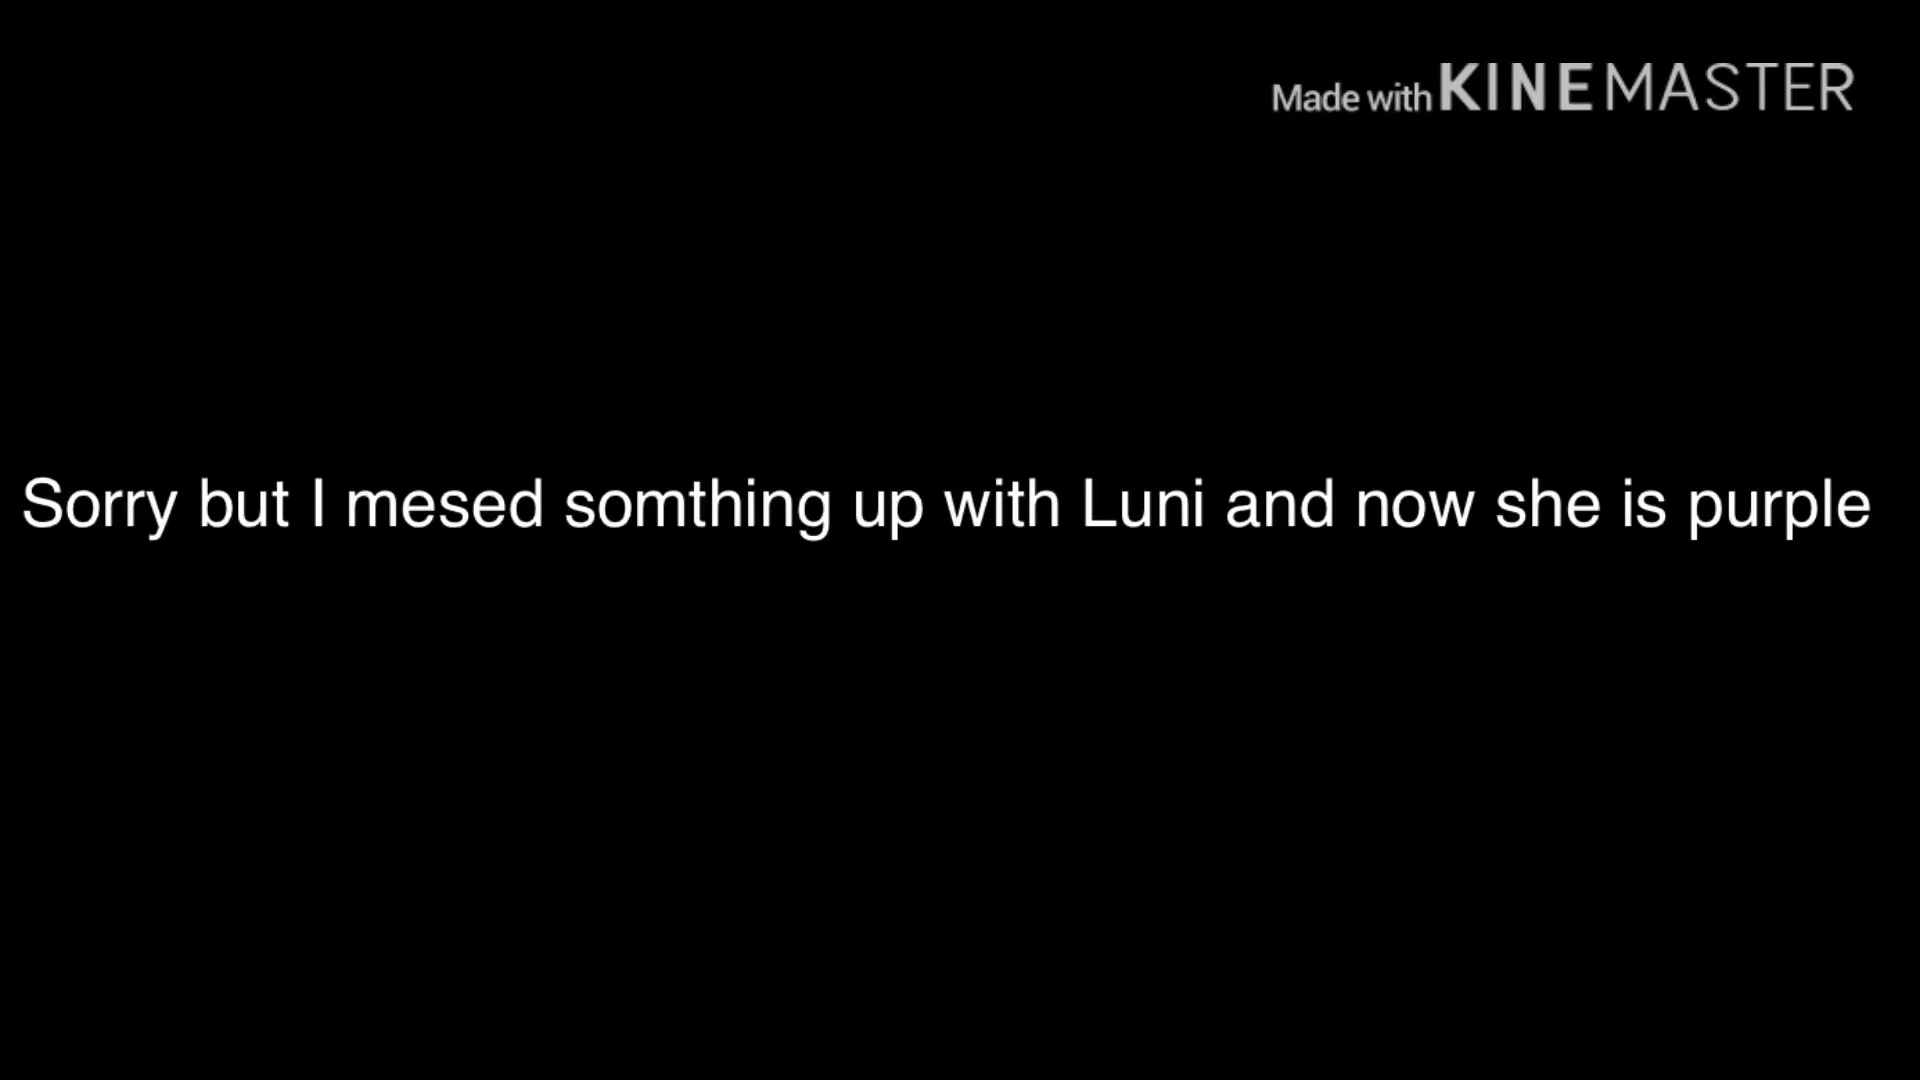 Made with KINEMASTER
Sorry but I mesed somthing up with Luni and now she is purple